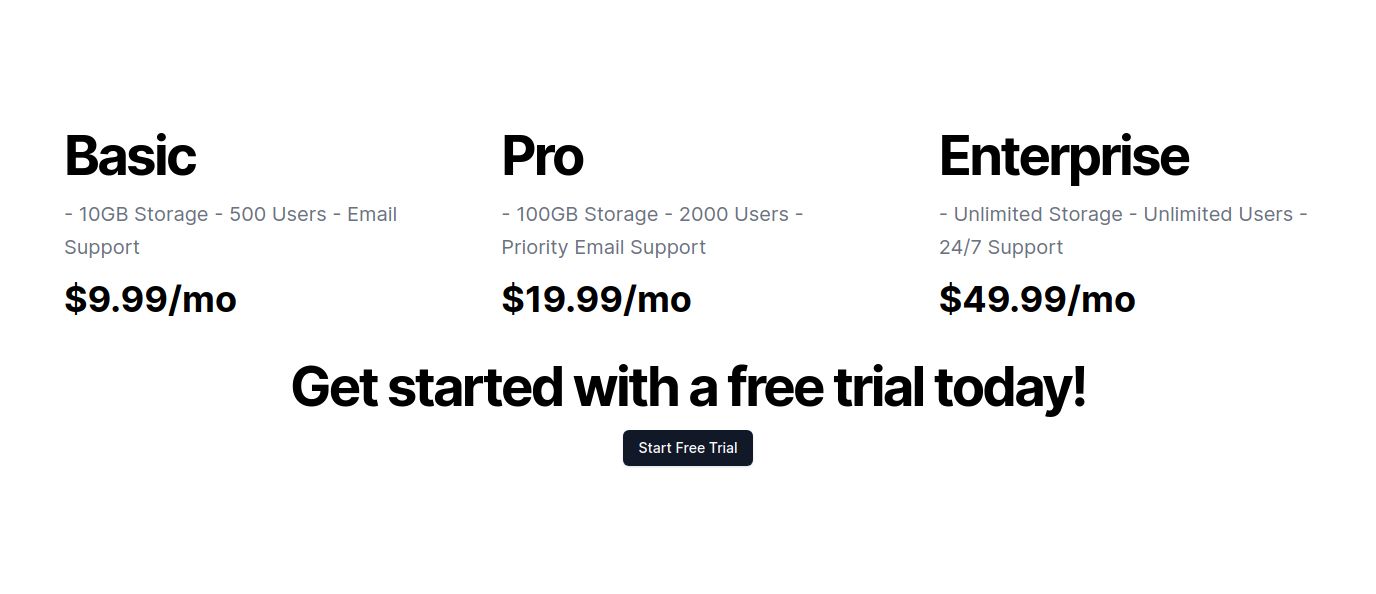 Basic
- 10GB Storage - 500 Users - Email
Support
$9.99/mo
Pro
- 100GB Storage - 2000 Users -
Priority Email Support
$19.99/mo
Enterprise
- Unlimited Storage - Unlimited Users -
24/7 Support
$49.99/mo
Get started with a free trial today!
Start Free Trial